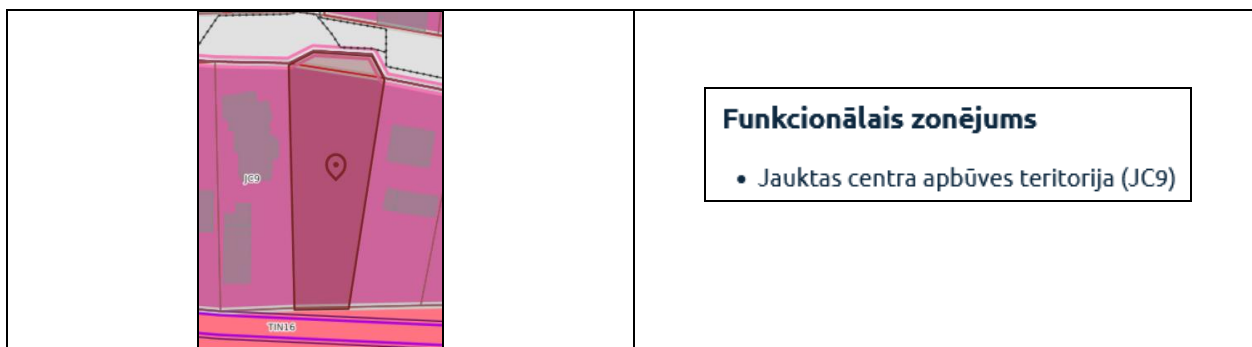 JC9
TIN16
Funkcionālais zonējums
• Jauktas centra apbūves teritorija (JC9)